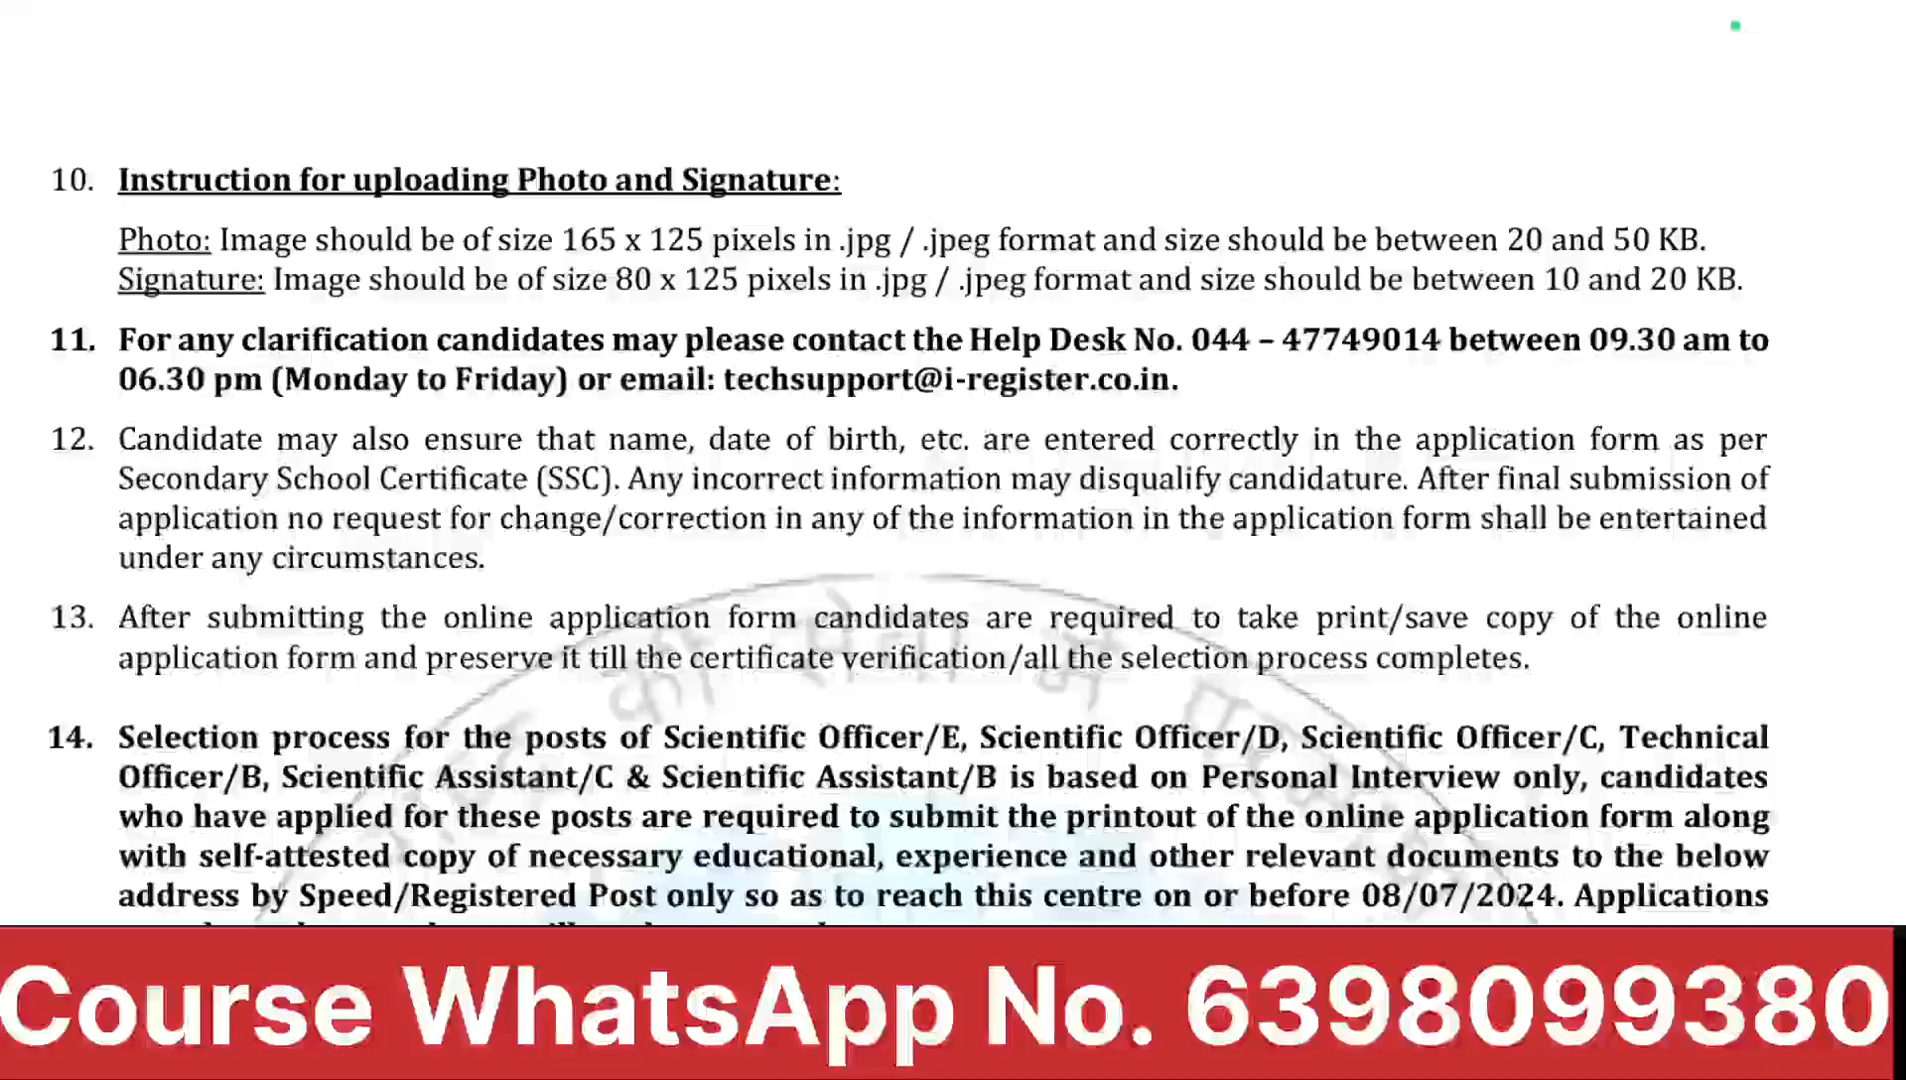 10. Instruction for uploading Photo and Signature:
Photo: Image should be of size 165 x 125 pixels in .jpg / .jpeg format and size should be between 20 and 50 KB.
Signature: Image should be of size 80 x 125 pixels in .jpg / .jpeg format and size should be between 10 and 20 KB.
11. For any clarification candidates may please contact the Help Desk No. 044 – 47749014 between 09.30 am to
06.30 pm (Monday to Friday) or email: techsupport@i-register.co.in.
12. Candidate may also ensure that name, date of birth, etc. are entered correctly in the application form as per
Secondary School Certificate (SSC). Any incorrect information may disqualify candidature. After final submission of
application no request for change/correction in any of the information in the application form shall be entertained
under any circumstances.
13. After submitting the online application form candidates are required to take print/save copy of the online
application form and preserve it till the certificate verification/all the selection process completes.
14. Selection process for the posts of Scientific Officer/E, Scientific Officer/D, Scientific Officer/C, Technical
Officer/B, Scientific Assistant/C & Scientific Assistant/B is based on Personal Interview only, candidates
who have applied for these posts are required to submit the printout of the online application form along
with self-attested copy of necessary educational, experience and other relevant documents to the below
address by Speed/Registered Post only so as to reach this centre on or before 08/07/2024. Applications
Course WhatsApp No. 6398099380